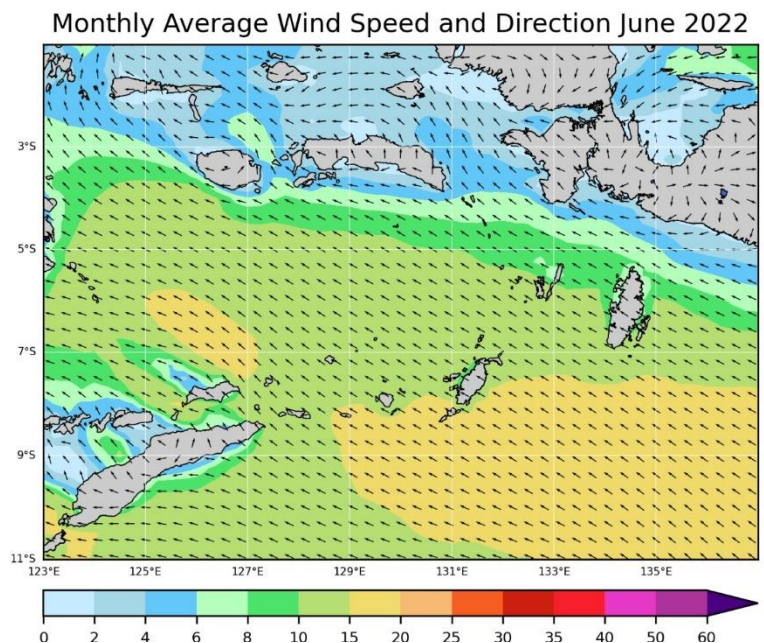 Monthly Average Wind Speed and Direction June 2022
3°S
5°S
7°S
9°S
11°S
123°E 125°E 127°E 129°E 131°E 133°E 135°E
0 2 4 6 8 10 15 20 25 30 35 40 50 60